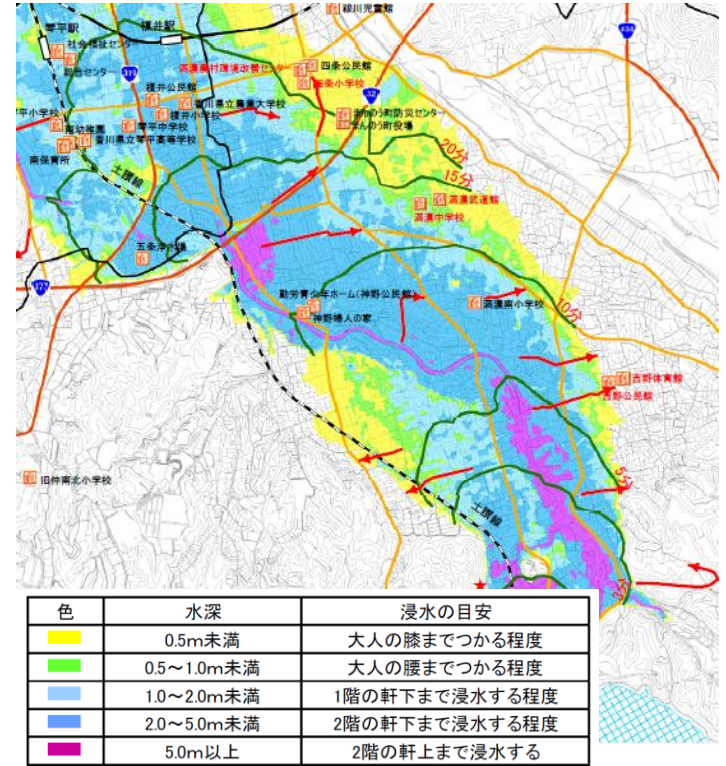 緑川児童館
琴平駅
榎井駅
438
社会福祉センター
総合センター
319
満濃農村環境改善センター
四条公館
四条小学校
32
榎井公民館
香川県立農業大学校
まんのう町防災センター
まんのう町役場
平小学校
榎井小学校
南幼稚園
琴平中学校
香川県立琴平高等学校
南保育所
20分
15分
土讃線
満濃武道館
満濃中学校
五条浄水場
377
勤労青少年ホーム(神野公民館)
満濃南小学校
10分
神野婦人の家
吉野体育館
吉野公民館
旧仲南北小学校
5分
土讃線
3分
色 水深 浸水の目安
0.5m未満 大人の膝までつかる程度
0.5～1.0m未満 大人の腰までつかる程度
1.0～2.0m未満 1階の軒下まで浸水する程度
2.0～5.0m未満 2階の軒下まで浸水する程度
5.0m以上 2階の軒上まで浸水する